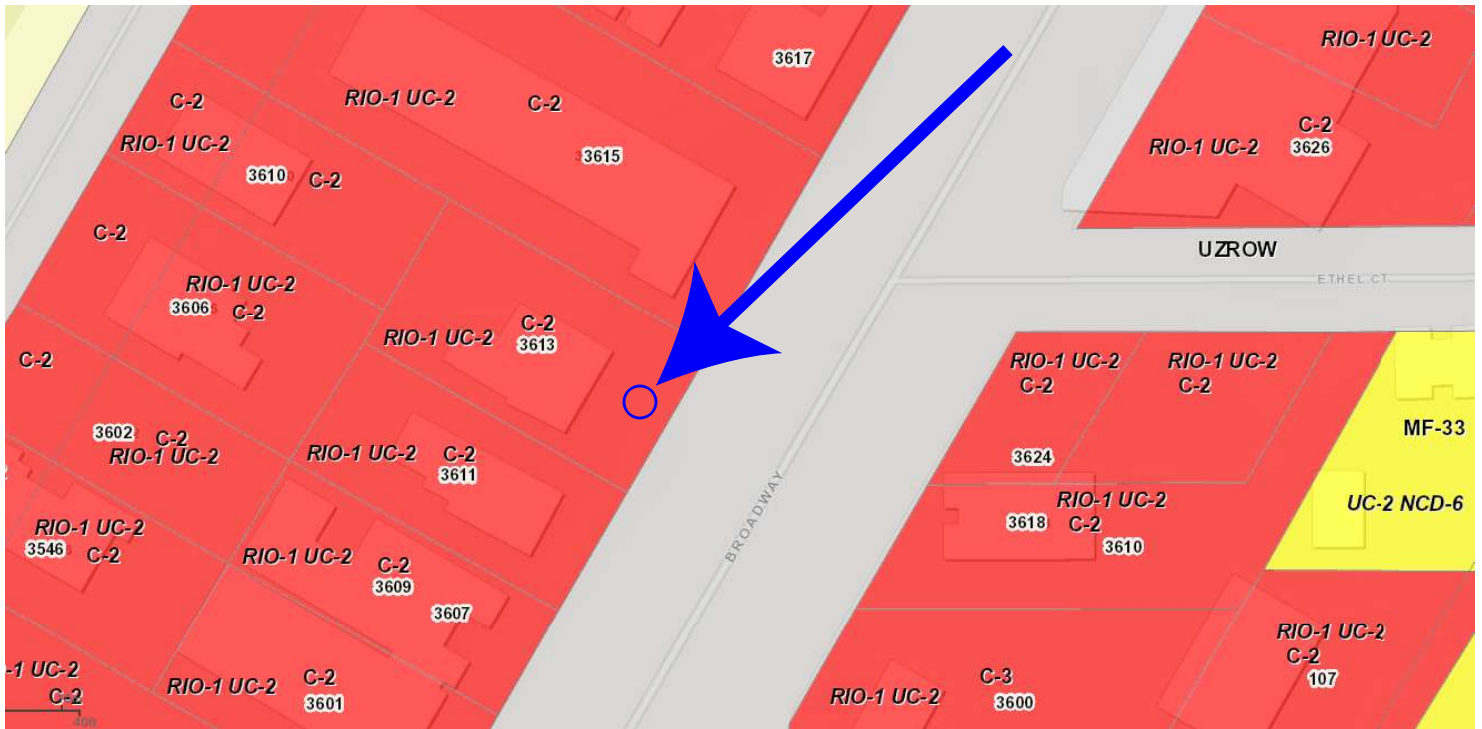 RIO-1 UC-2
3617
C-2
RIO-1 UC-2
C-2
C-2
RIO-1 UC-2
RIO-1 UC-2
3626
3615
3610
C-2
C-2
UZROW
ETHEL CT
RIO-1 UC-2
3606
C-2
C-2
RIO-1 UC-2
3613
C-2
RIO-1 UC-2
C-2
RIO-1 UC-2
C-2
MF-33
3602
C-2
RIO-1 UC-2
RIO-1 UC-2
C-2
3611
3624
RIO-1 UC-2
3618
C-2
3610
UC-2 NCD-6
BROADWAY
RIO-1 UC-2
3546
C-2
RIO-1 UC-2
C-2
3609
3607
RIO-1 UC-2
C-2
107
-1 UC-2
C-2
RIO-1 UC-2
C-2
3601
RIO-1 UC-2
C-3
3600
40ft